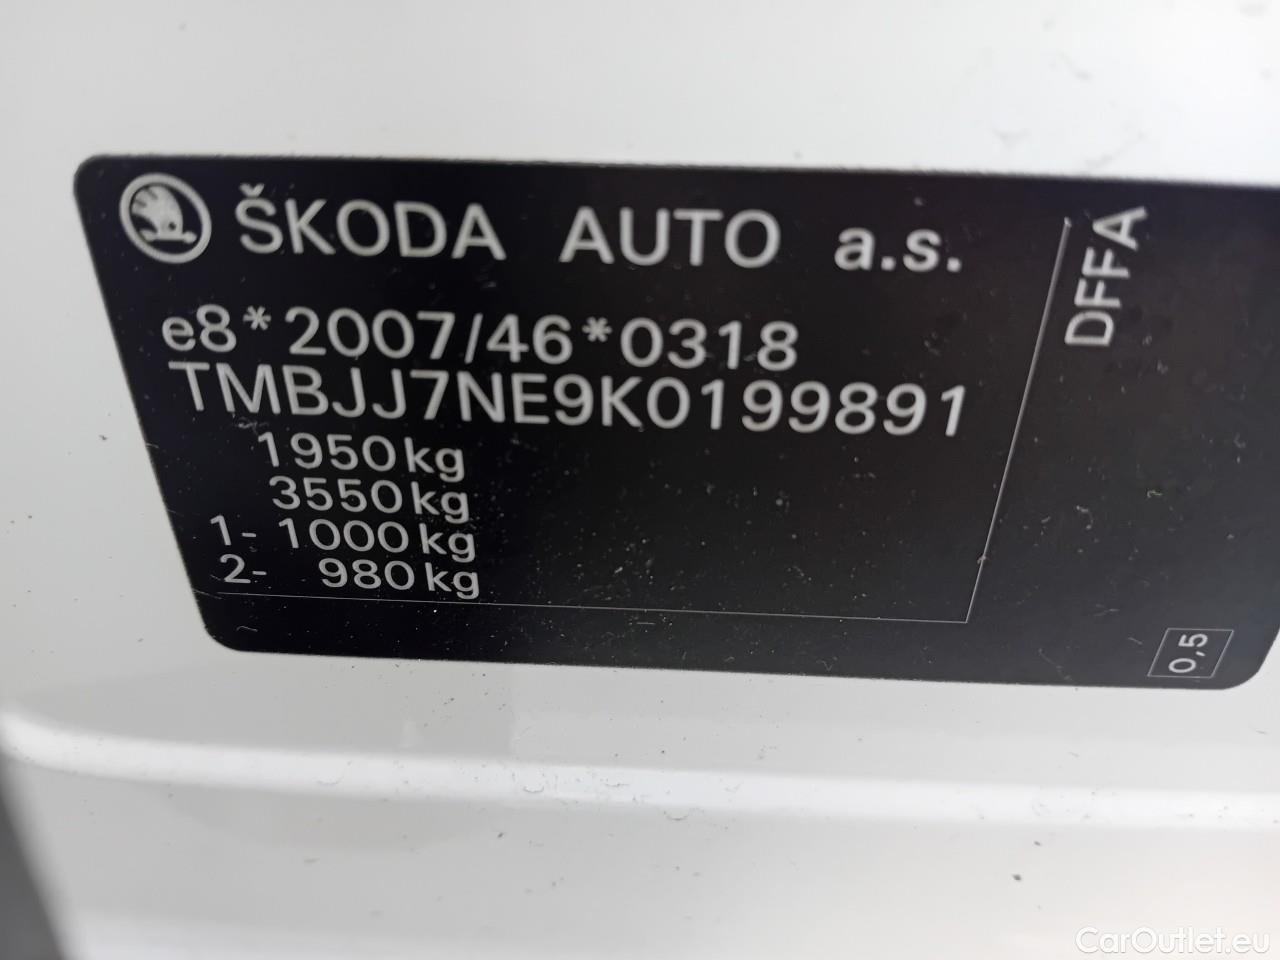 ŠKODA AUTO a.s.
e8*2007/46*0318
TMBJJ7NE9K0199891
1950kg
3550kg
1- 1000kg
2- 980kg
DFFA
0,5
CarOutlet.eu